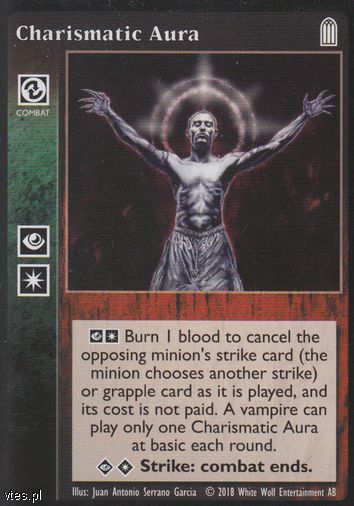 Charismatic Aura
COMBAT
Burn 1 blood to cancel the
opposing minion's strike card (the
minion chooses another strike)
or grapple card as it is played, and
its cost is not paid. A vampire can
play only one Charismatic Aura
at basic each round.
Strike: combat ends.
vtes.pl
Illus: Juan Antonio Serrano Garcia © 2018 White Wolf Entertainment AB